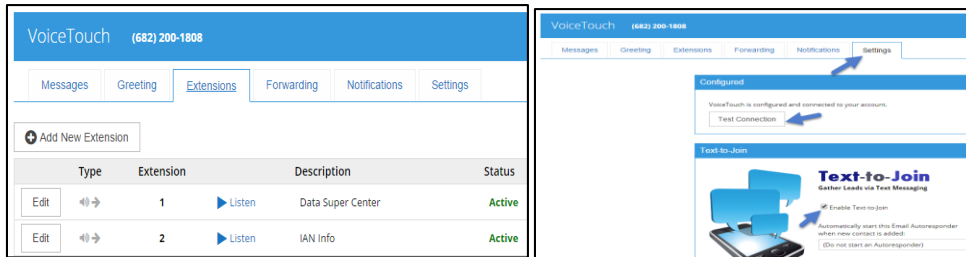 VoiceTouch (682) 200-1808
Messages Greeting Extensions Forwarding Notifications Settings
Add New Extension
Type Extension Description Status
Edit 1 Listen Data Super Center Active
Edit 2 Listen IAN Info Active
VoiceTouch (682) 200-1808
Messages Greeting Extensions Forwarding Notifications Settings
Configured
VoiceTouch is configured and connected to your account.
Test Connection
Text-to-Join
Text-to-Join
Gather Leads via Text Messaging
Enable Text-to-Join
Automatically start this Email Autoresponder
when new contact is added:
(Do not start an Autoresponder)